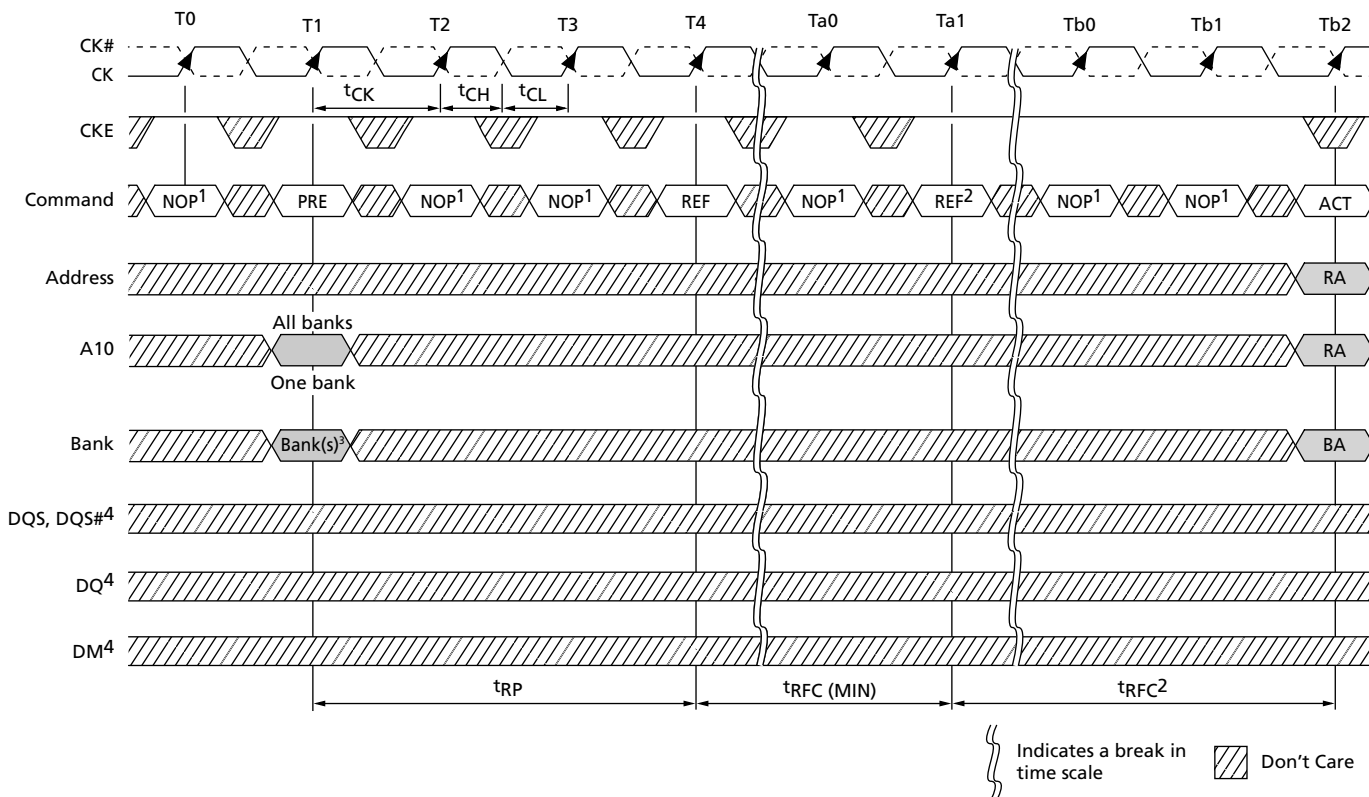 T0 T1 T2 T3 T4 Ta0 Ta1 Tb0 Tb1 Tb2
CK#
CK
tCK tCH tCL
CKE
Command NOP1 PRE NOP1 NOP1 REF NOP1 REF2 NOP1 NOP1 ACT
Address RA
All banks
A10 RA
One bank
Bank Bank(s)3 BA
DQS, DQS#4
DQ4
DM4
tRP tRFC (MIN) tRFC2
Indicates a break in
time scale
Don't Care